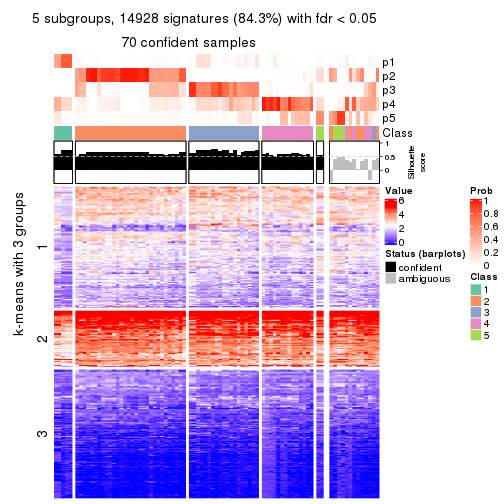 5 subgroups, 14928 signatures (84.3%) with fdr < 0.05
70 confident samples
p1
p2
p3
p4
p5
Class
1
0.5
0
Silhouette
score
k-means with 3 groups
1
2
3
Value
6
4
2
0
Status (barplots)
confident
ambiguous
Prob
1
0.8
0.6
0.4
0.2
0
Class
1
2
3
4
5